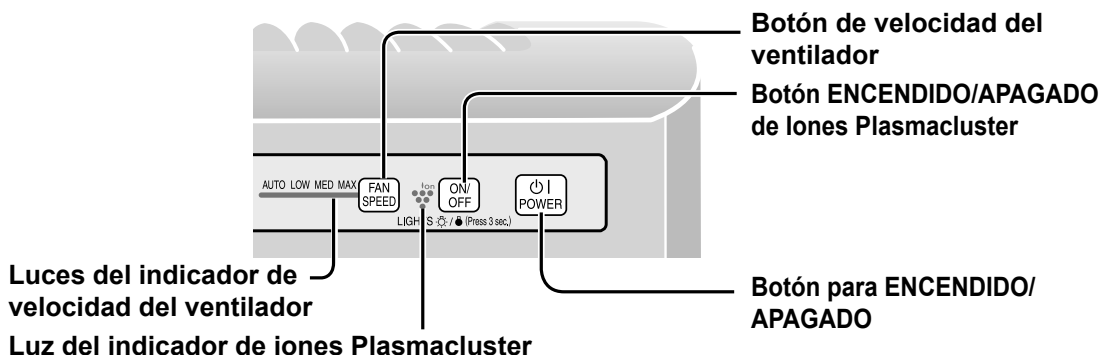 Botón de velocidad del
ventilador
Botón ENCENDIDO/APAGADO
de Iones Plasmacluster
AUTO LOW MED MAX
FAN
SPEED
Ion
ON/
OFF
POWER
LIGHTS / (Press 3 sec.)
Luces del indicador de
velocidad del ventilador
Botón para ENCENDIDO/
APAGADO
Luz del indicador de iones Plasmacluster